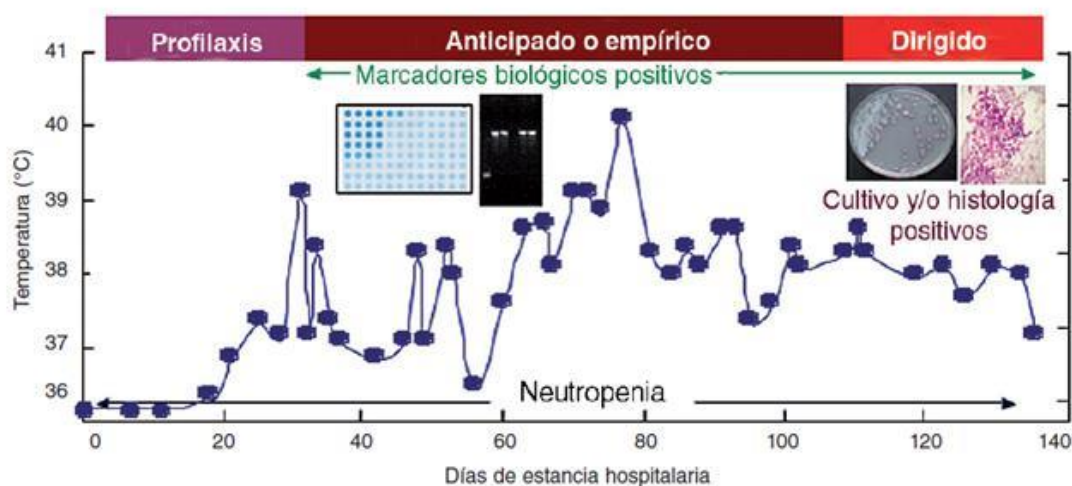 Profilaxis
Anticipado o empírico
Dirigido
Marcadores biológicos positivos
Cultivo y/o histología
positivos
Neutropenia
Temperatura (°C)
41
40
39
38
37
36
0 20 40 60 80 100 120 140
Días de estancia hospitalaria